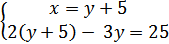 x = y + 5
2(y + 5) − 3y = 25